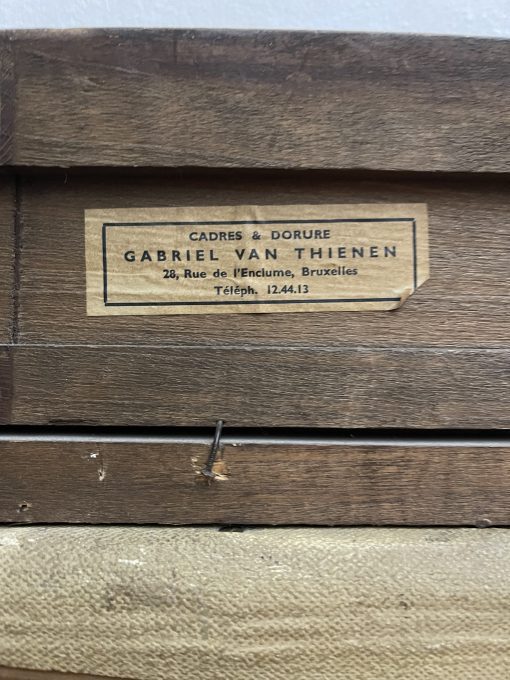 CADRES & DORURE
GABRIEL VAN THIENEN
28, Rue de l'Enclume, Bruxelles
Téléph. 12.44.13